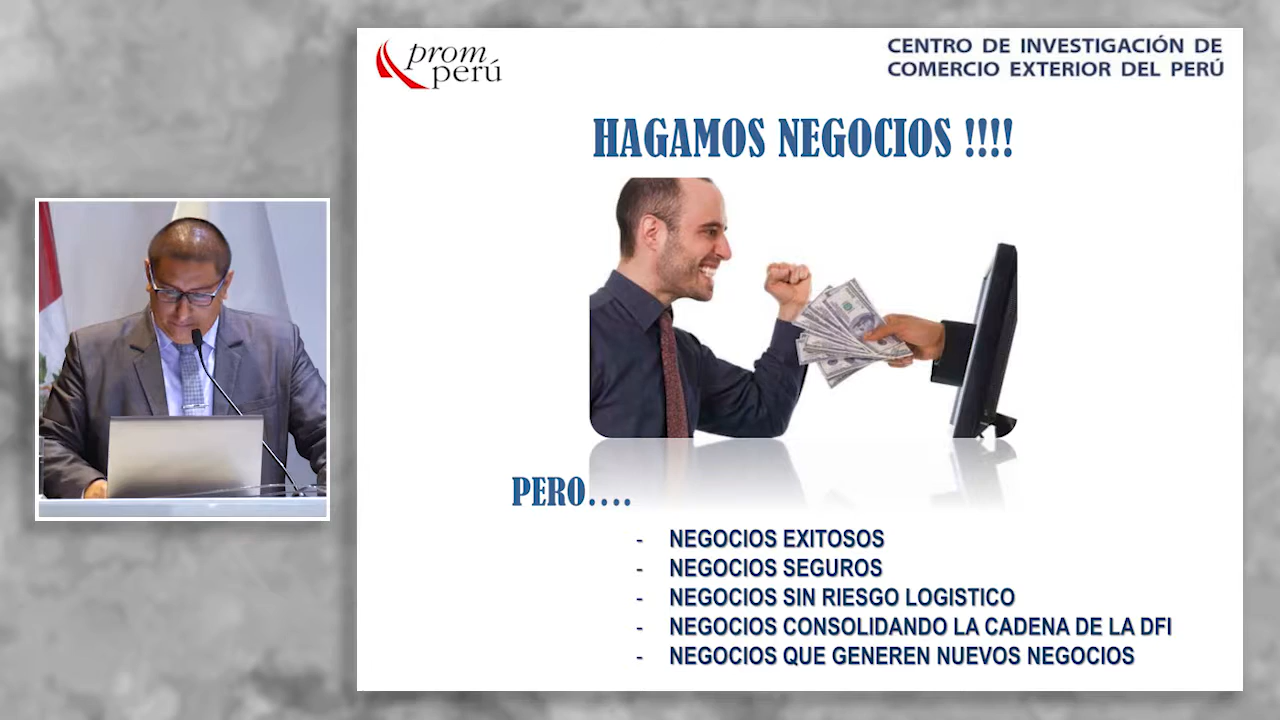 prom
perú
CENTRO DE INVESTIGACIÓN DE
COMERCIO EXTERIOR DEL PERÚ
HAGAMOS NEGOCIOS !!!!
PERO....
- NEGOCIOS EXITOSOS
- NEGOCIOS SEGUROS
- NEGOCIOS SIN RIESGO LOGISTICO
- NEGOCIOS CONSOLIDANDO LA CADENA DE LA DFI
- NEGOCIOS QUE GENEREN NUEVOS NEGOCIOS